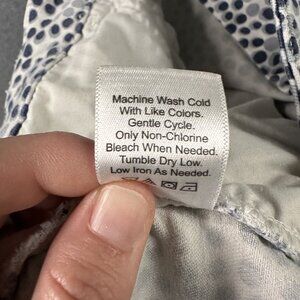 Machine Wash Cold
With Like Colors.
Gentle Cycle.
Only Non-Chlorine
Bleach When Needed.
Tumble Dry Low.
Low Iron As Needed.